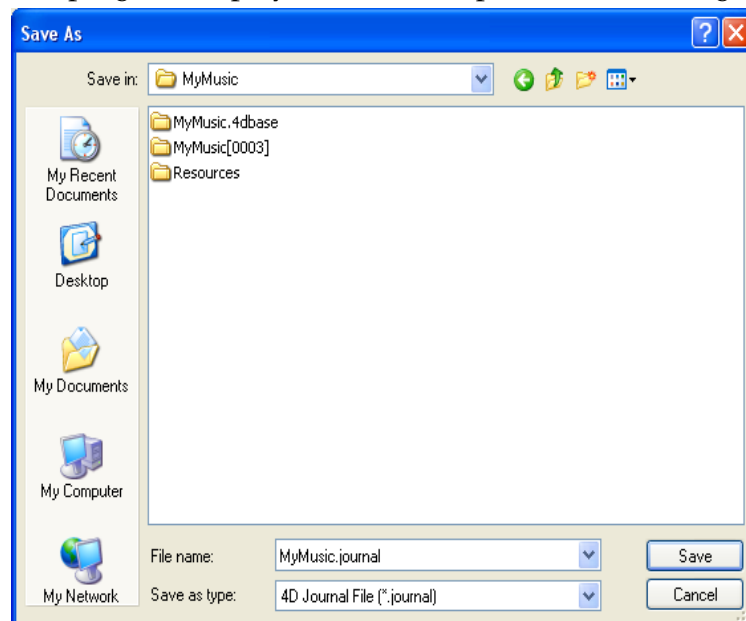 Save As
Save in:
MyMusic
MyMusic.4dbase
MyMusic[0003]
Resources
My Recent
Documents
Desktop
My Documents
My Computer
My Network
File name:
MyMusic.journal
Save
Save as type:
4D Journal File (*.journal)
Cancel